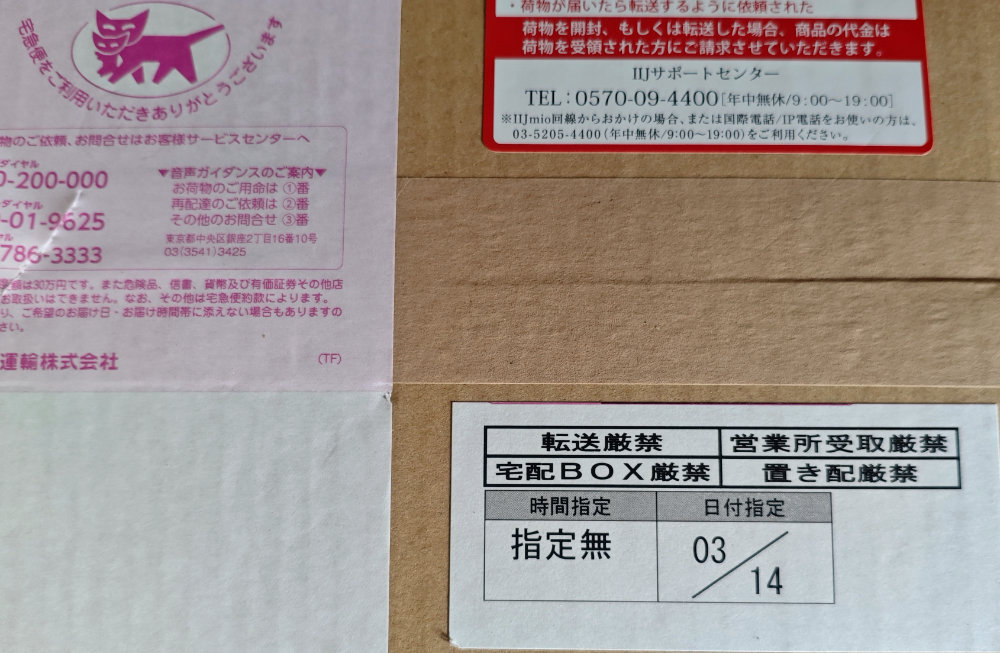 宅急便をご利用いただきありがとうございます
物のご依頼、お問合せはお客様サービスセンターへ
ダイヤル
0-200-000
ダイヤル
-01-9625
ヤル
786-3333
▼音声ガイダンスのご案内▼
お荷物のご用命は ①番
再配達のご依頼は ②番
その他のお問合せ ③番
東京都中央区銀座2丁目16番10号
03(3541)3425
額は30万円です。また危険品、信書、貨幣及び有価証券その他店
お取扱いはできません。なお、その他は宅急便約款によります。
り、ご希望のお届け日・お届け時間帯に添えない場合もありますの
さい。
運輸株式会社
(TF)
・荷物が届いたら転送するように依頼された
荷物を開封、もしくは転送した場合、商品の代金は
荷物を受領された方にご請求させていただきます。
IIJサポートセンター
TEL:0570-09-4400[年中無休/9:00～19:00]
※IIJmio回線からおかけの場合、または国際電話/IP電話をお使いの方は、
03-5205-4400(年中無休/9:00～19:00)をご利用ください。
転送厳禁 営業所受取厳禁
宅配BOX厳禁 置き配厳禁
時間指定 日付指定
指定無 03/14